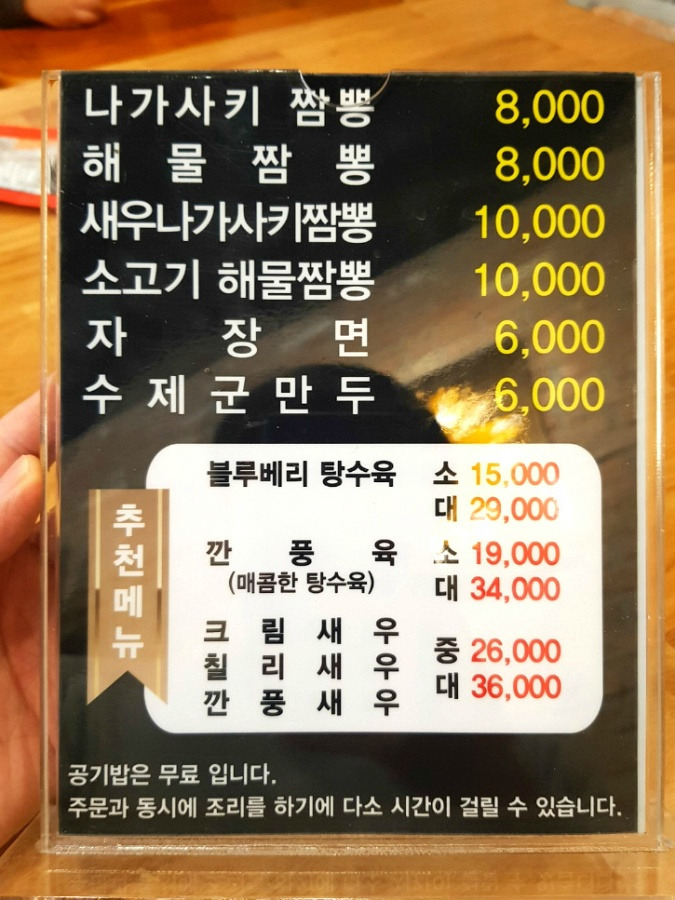 나가사키 짬뽕 8,000
해물짬뽕 8,000
새우나가사키짬뽕 10,000
소고기 해물짬뽕 10,000
자장면 6,000
수제군만두 6,000
추천메뉴
블루베리 탕수육 소 15,000
대 29,000
깐풍육 소 19,000
(매콤한 탕수육) 대 34,000
크림새우
칠리새우
깐풍새우
중 26,000
대 36,000
공기밥은 무료 입니다.
주문과 동시에 조리를 하기에 다소 시간이 걸릴 수 있습니다.